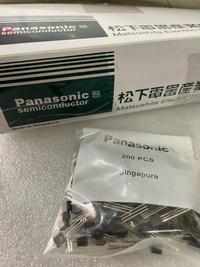 Panasonic
semiconductor
松下電器産業
Matsushita Electric
Panasonic
200 PCS
Singapore